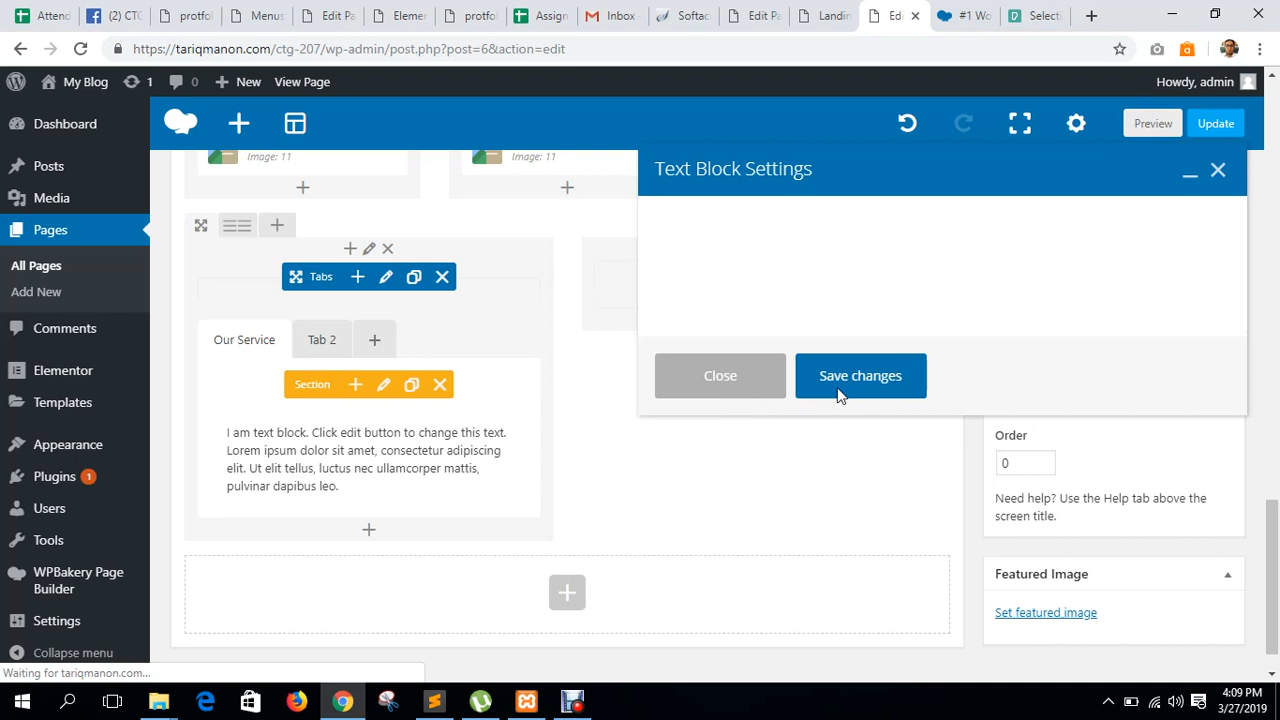 Attend
(2) CTG
protfol
Menus
Edit Pa
Elemen
protfol
Assign
Inbox -
Softac
Edit Pa
Landin
Edi
#1 Wo
Selecti
https://tariqmanon.com/ctg-207/wp-admin/post.php?post=6&action=edit
My Blog
1
0
New
View Page
Howdy, admin
Dashboard
Posts
Media
Pages
All Pages
Add New
Comments
Elementor
Templates
Appearance
Plugins 1
Users
Tools
WPBakery Page
Builder
Settings
Collapse menu
Preview
Update
Image: 11
Image: 11
Text Block Settings
Close
Save changes
Tabs
Our Service
Tab 2
Section
I am text block. Click edit button to change this text.
Lorem ipsum dolor sit amet, consectetur adipiscing
elit. Ut elit tellus, luctus nec ullamcorper mattis,
pulvinar dapibus leo.
Order
0
Need help? Use the Help tab above the
screen title.
Featured Image
Set featured image
Waiting for tariqmanon.com...
4:09 PM
3/27/2019